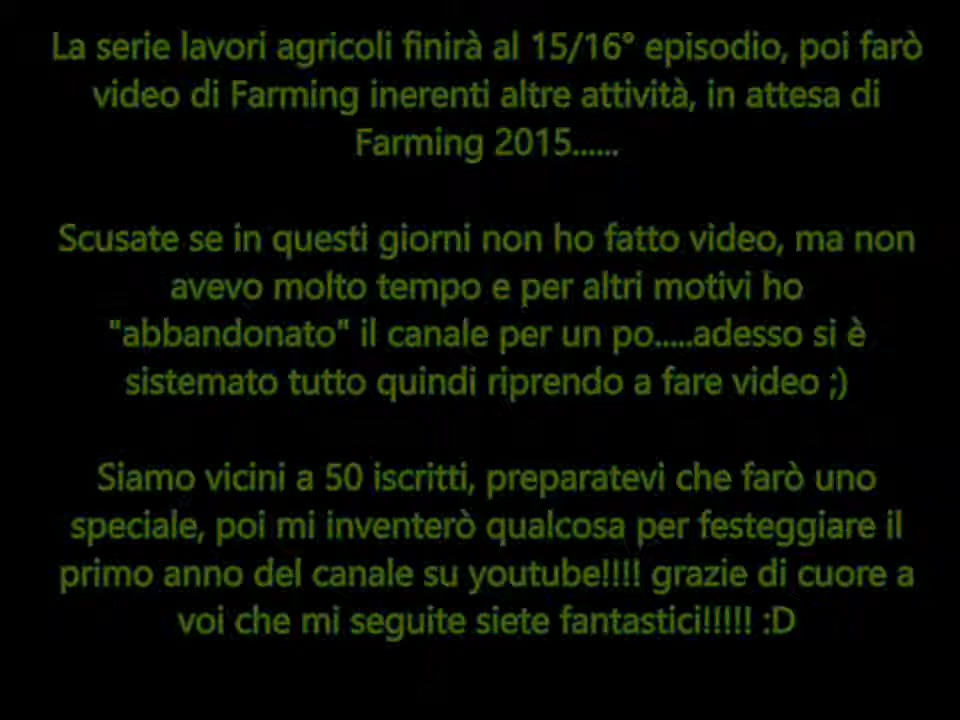 La serie lavori agricoli finirà al 15/16° episodio, poi farò
video di Farming inerenti altre attività, in attesa di
Farming 2015......
Scusate se in questi giorni non ho fatto video, ma non
avevo molto tempo e per altri motivi ho
"abbandonato" il canale per un po.....adesso si è
sistemato tutto quindi riprendo a fare video ;)
Siamo vicini a 50 iscritti, preparatevi che farò uno
speciale, poi mi inventerò qualcosa per festeggiare il
primo anno del canale su youtube!!!! grazie di cuore a
voi che mi seguite siete fantastici!!!!! :D